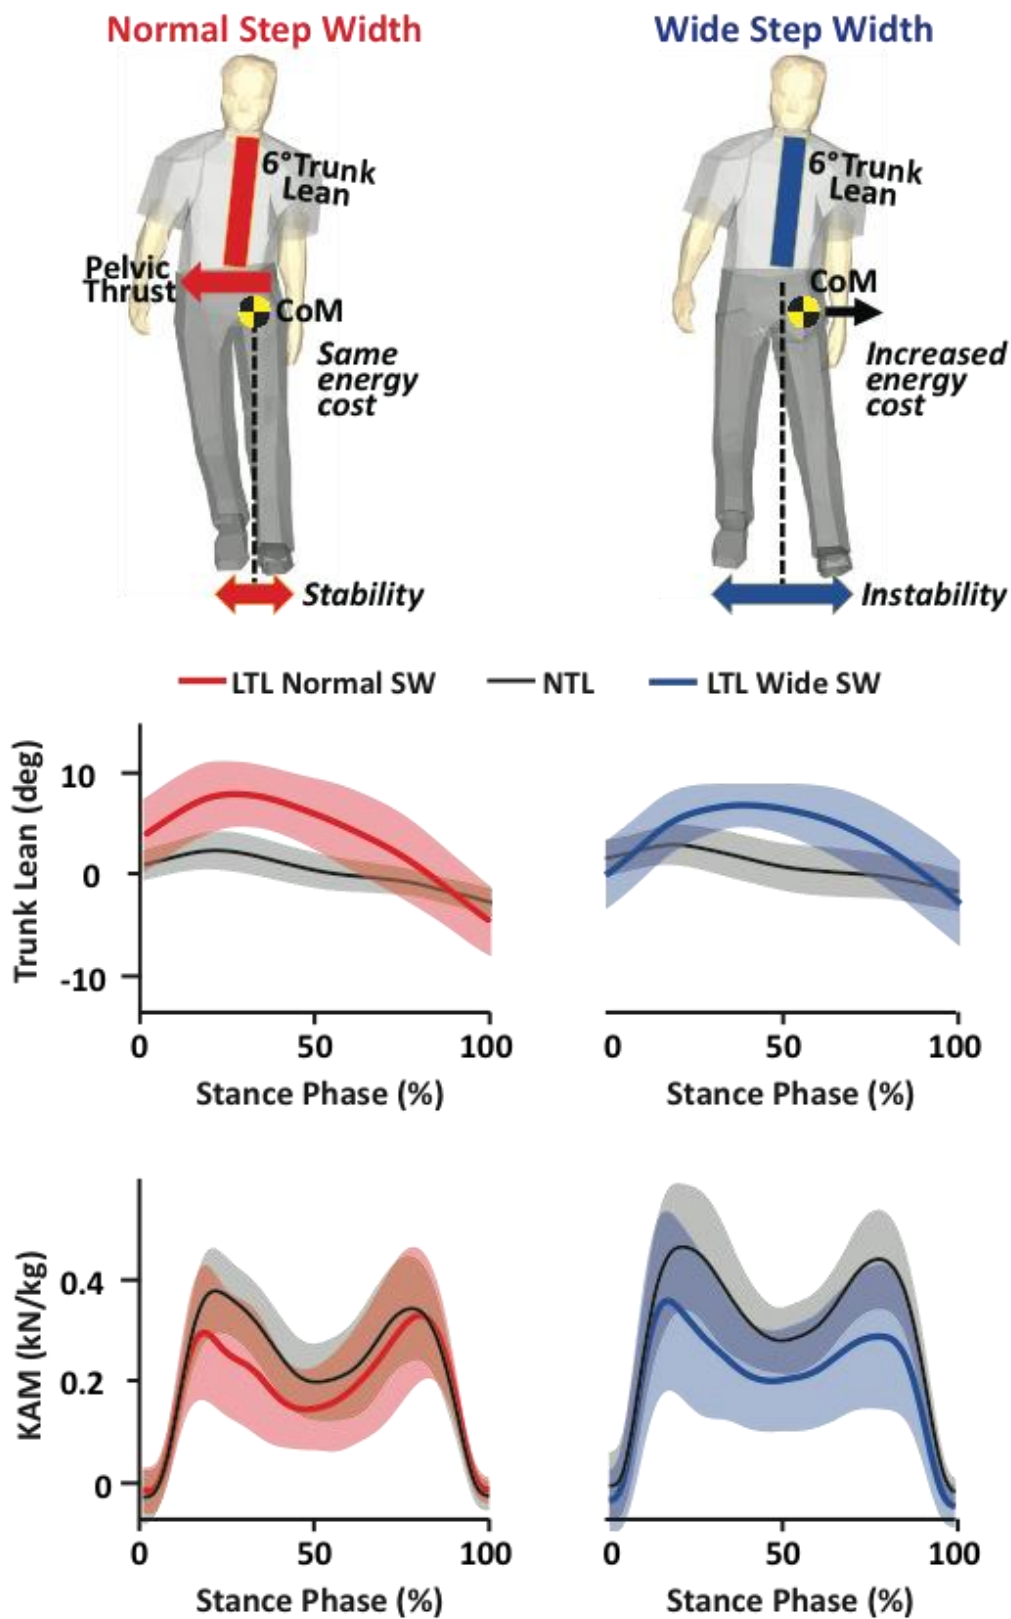 Normal Step Width
Wide Step Width
6°Trunk
Lean
Pelvic
Thrust
CoM
Same
energy
cost
Stability
6°Trunk
Lean
CoM
Increased
energy
cost
Instability
LTL Normal SW
NTL
LTL Wide SW
Trunk Lean (deg)
10
0
-10
0
50
100
Stance Phase (%)
0
50
100
Stance Phase (%)
KAM (kN/kg)
0.4
0.2
0
0
50
100
Stance Phase (%)
0
50
100
Stance Phase (%)